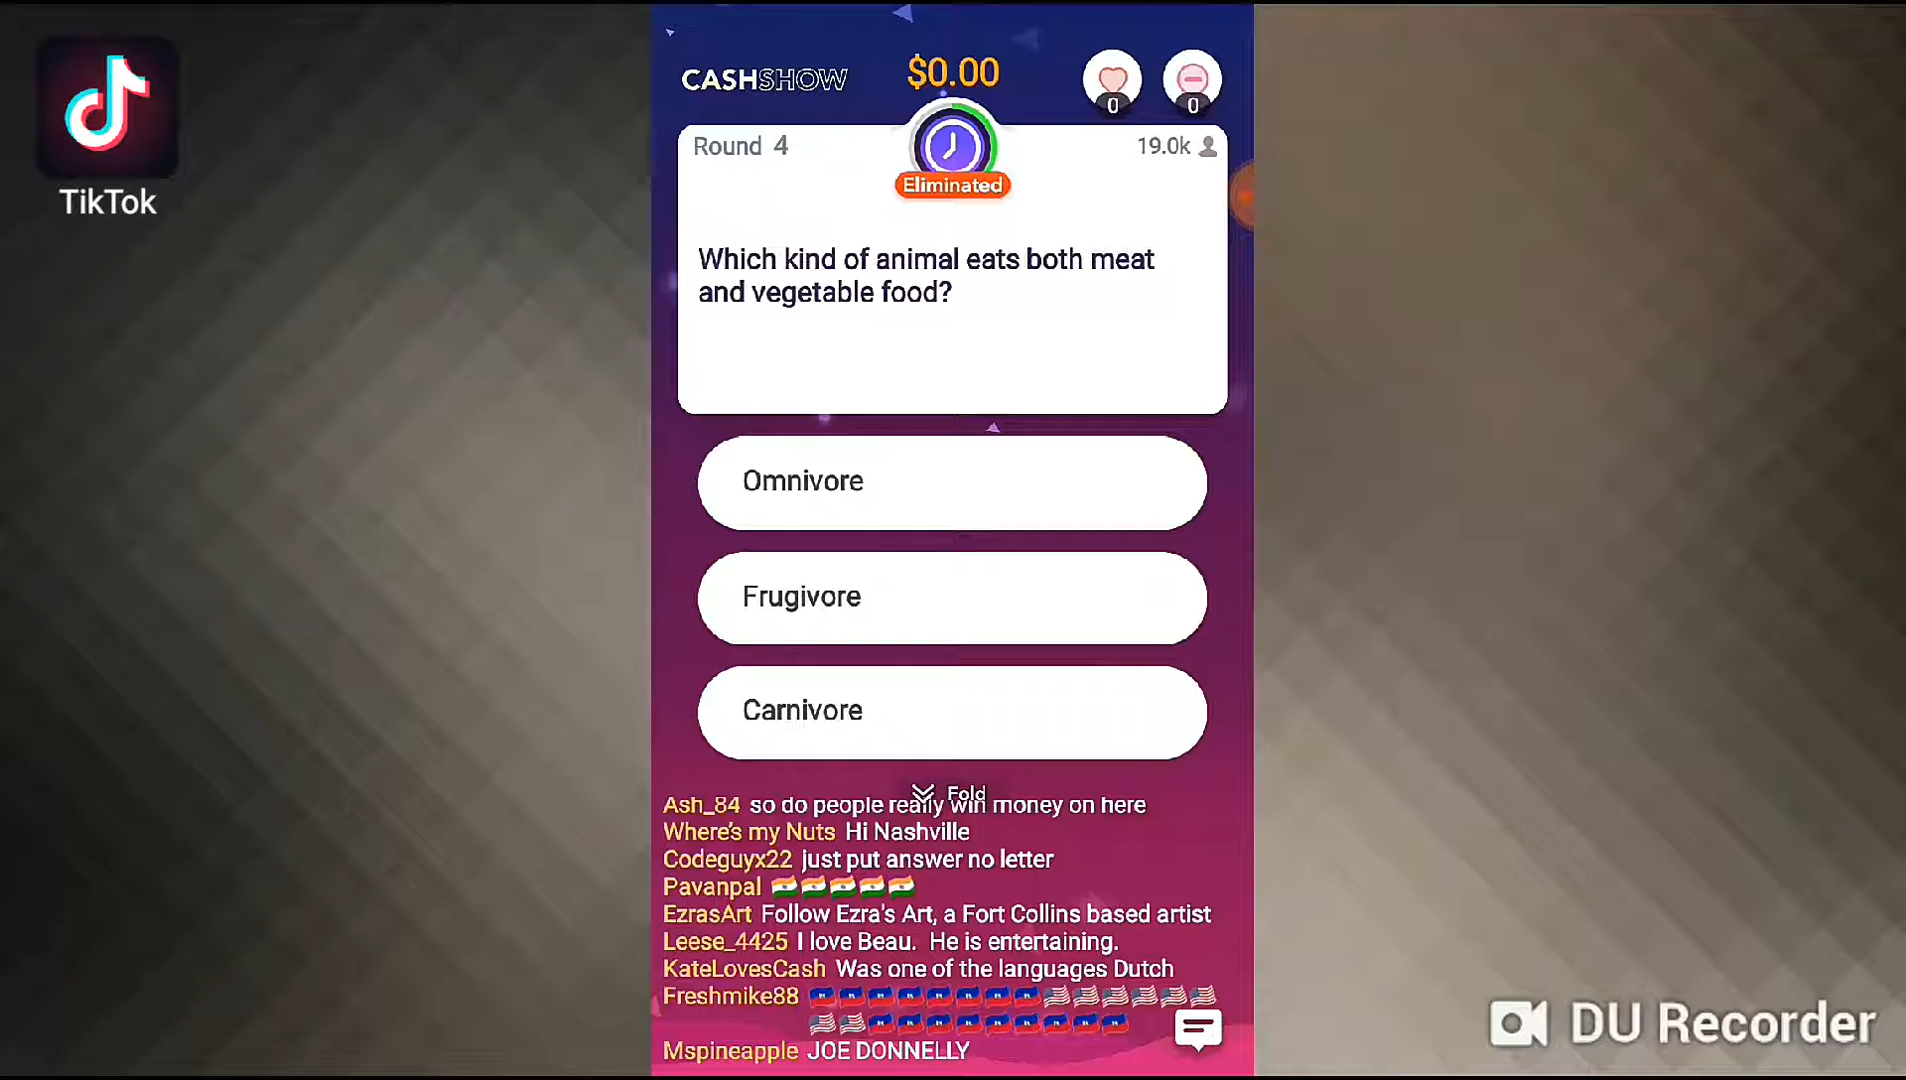 TikTok
CASHSHOW
$0.00
0
0
Round 4
19.0k
Eliminated
Which kind of animal eats both meat
and vegetable food?
Omnivore
Frugivore
Carnivore
Fold
Ash_84 so do people really win money on here
Where's my Nuts Hi Nashville
Codeguyx22 just put answer no letter
Pavanpal 🇮🇳🇮🇳🇮🇳🇮🇳🇮🇳
EzrasArt Follow Ezra's Art, a Fort Collins based artist
Leese_4425 I love Beau. He is entertaining.
KateLovesCash Was one of the languages Dutch
Freshmike88 🇭🇹🇭🇹🇭🇹🇭🇹🇭🇹🇭🇹🇭🇹🇭🇹🇺🇸🇺🇸🇺🇸🇺🇸🇺🇸🇺🇸
🇺🇸🇺🇸🇭🇹🇭🇹🇭🇹🇭🇹🇭🇹🇭🇹🇭🇹🇭🇹🇭🇹
Mspineapple JOE DONNELLY
DU Recorder